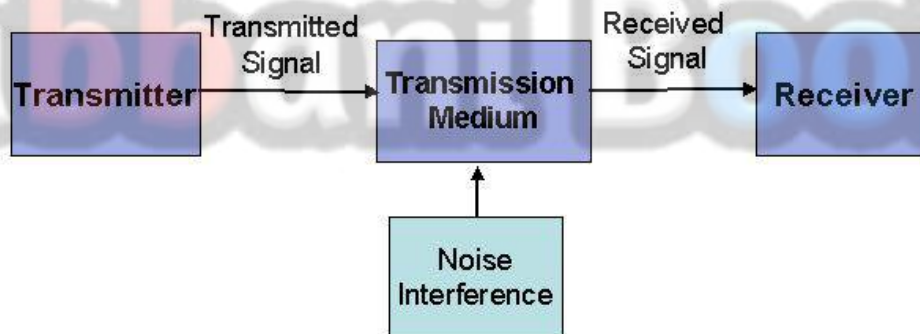 Transmitter
Transmitted
Signal
Transmission
Medium
Received
Signal
Receiver
Noise
Interference